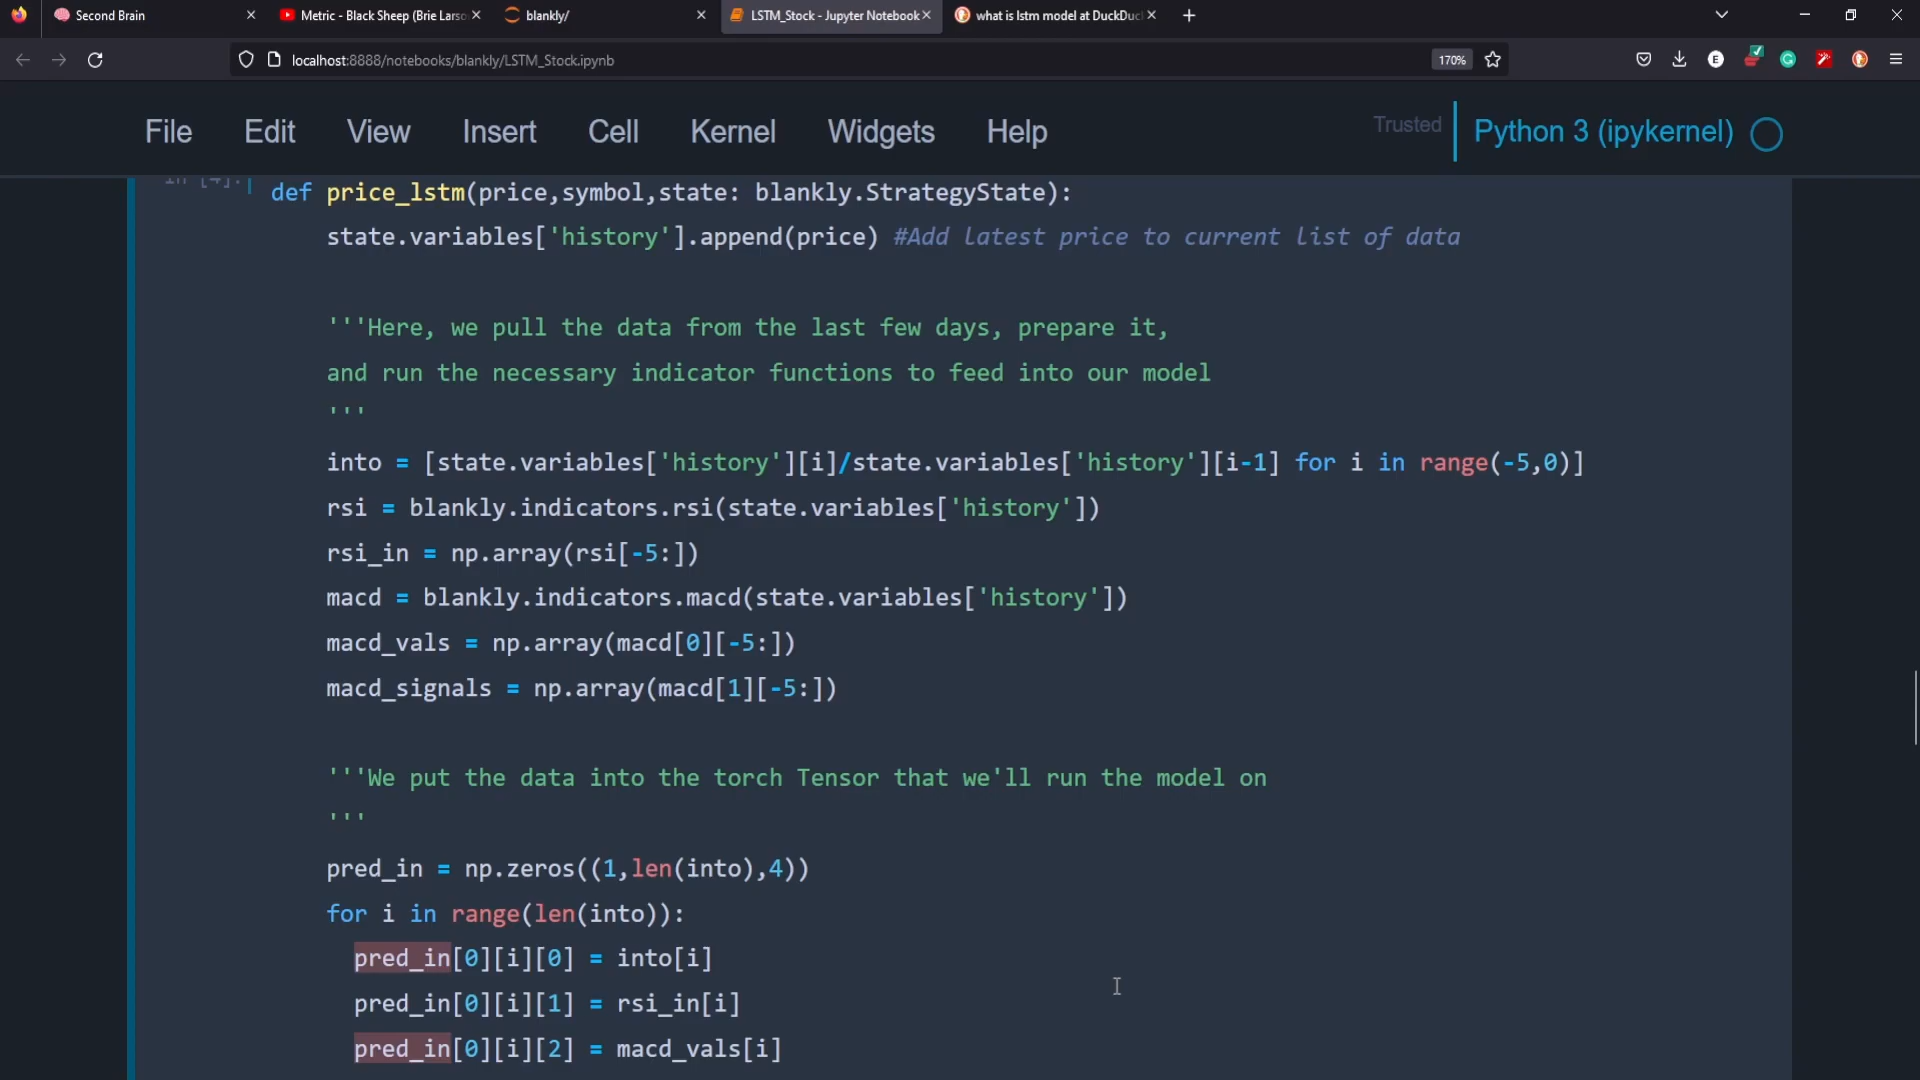 Second Brain
Metric - Black Sheep (Brie Larso
blankly/
LSTM_Stock - Jupyter Notebook
what is lstm model at DuckDuc
localhost:8888/notebooks/blankly/LSTM_Stock.ipynb
170%
File Edit View Insert Cell Kernel Widgets Help
Trusted
Python 3 (ipykernel)
In [4]:
def price_lstm(price,symbol,state: blankly.StrategyState):
state.variables['history'].append(price) #Add latest price to current list of data
'''Here, we pull the data from the last few days, prepare it,
and run the necessary indicator functions to feed into our model
'''
into = [state.variables['history'][i]/state.variables['history'][i-1] for i in range(-5,0)]
rsi = blankly.indicators.rsi(state.variables['history'])
rsi_in = np.array(rsi[-5:])
macd = blankly.indicators.macd(state.variables['history'])
macd_vals = np.array(macd[0][-5:])
macd_signals = np.array(macd[1][-5:])
'''We put the data into the torch Tensor that we'll run the model on
'''
pred_in = np.zeros((1,len(into),4))
for i in range(len(into)):
pred_in[0][i][0] = into[i]
pred_in[0][i][1] = rsi_in[i]
pred_in[0][i][2] = macd_vals[i]